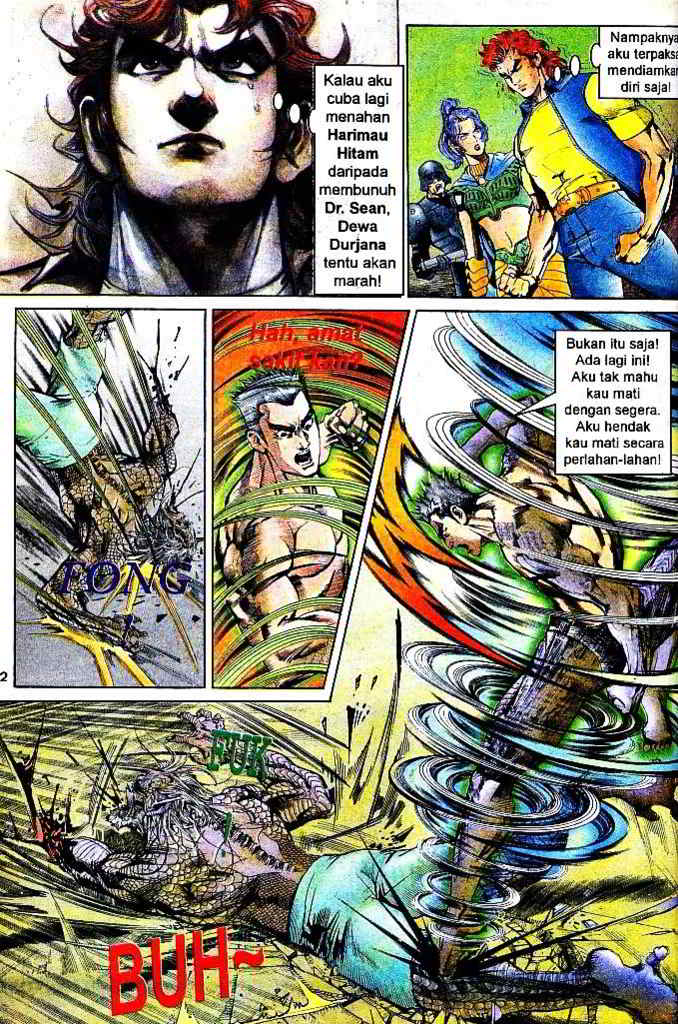 Kalau aku
cuba lagi
menahan
Harimau
Hitam
daripada
membunuh
Dr. Sean,
Dewa
Durjana
tentu akan
marah!
Nampaknya
aku terpaksa
mendiamkan
diri saja!
Hah, amat
sakit kan?
Bukan itu saja!
Ada lagi ini!
Aku tak mahu
kau mati
dengan segera.
Aku hendak
kau mati secara
perlahan-lahan!
FONG
!
2
FUK
!
BUH~